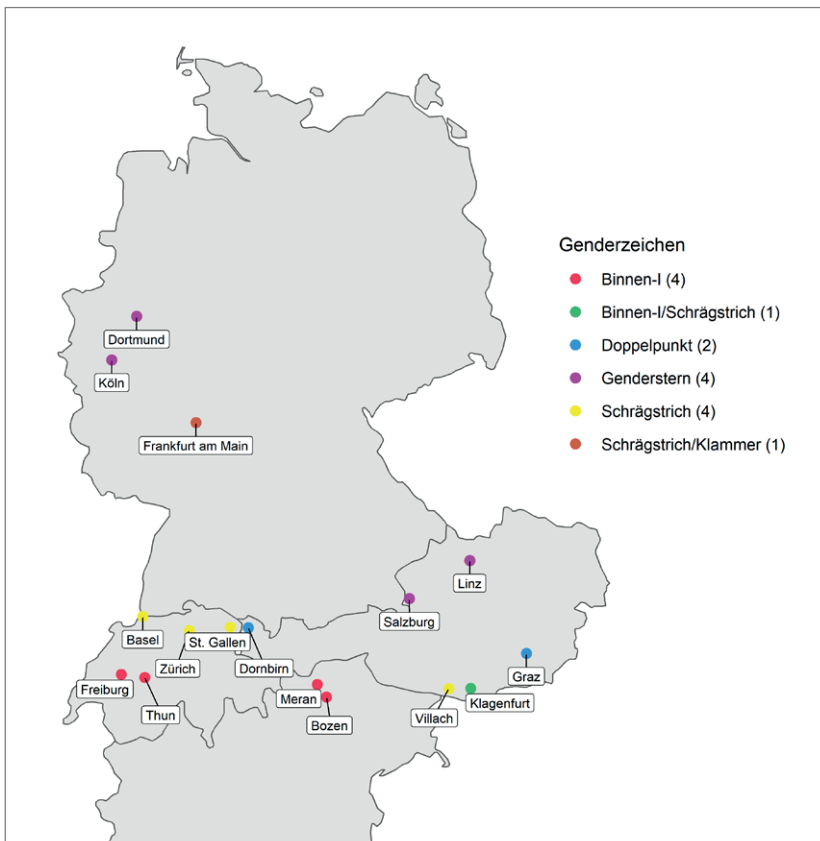 Genderzeichen
Binnen-I (4)
Binnen-I/Schrägstrich (1)
Doppelpunkt (2)
Genderstern (4)
Schrägstrich (4)
Schrägstrich/Klammer (1)
Dortmund
Köln
Frankfurt am Main
Linz
Salzburg
Basel
St. Gallen
Zürich
Dornbirn
Graz
Freiburg
Thun
Meran
Bozen
Villach
Klagenfurt